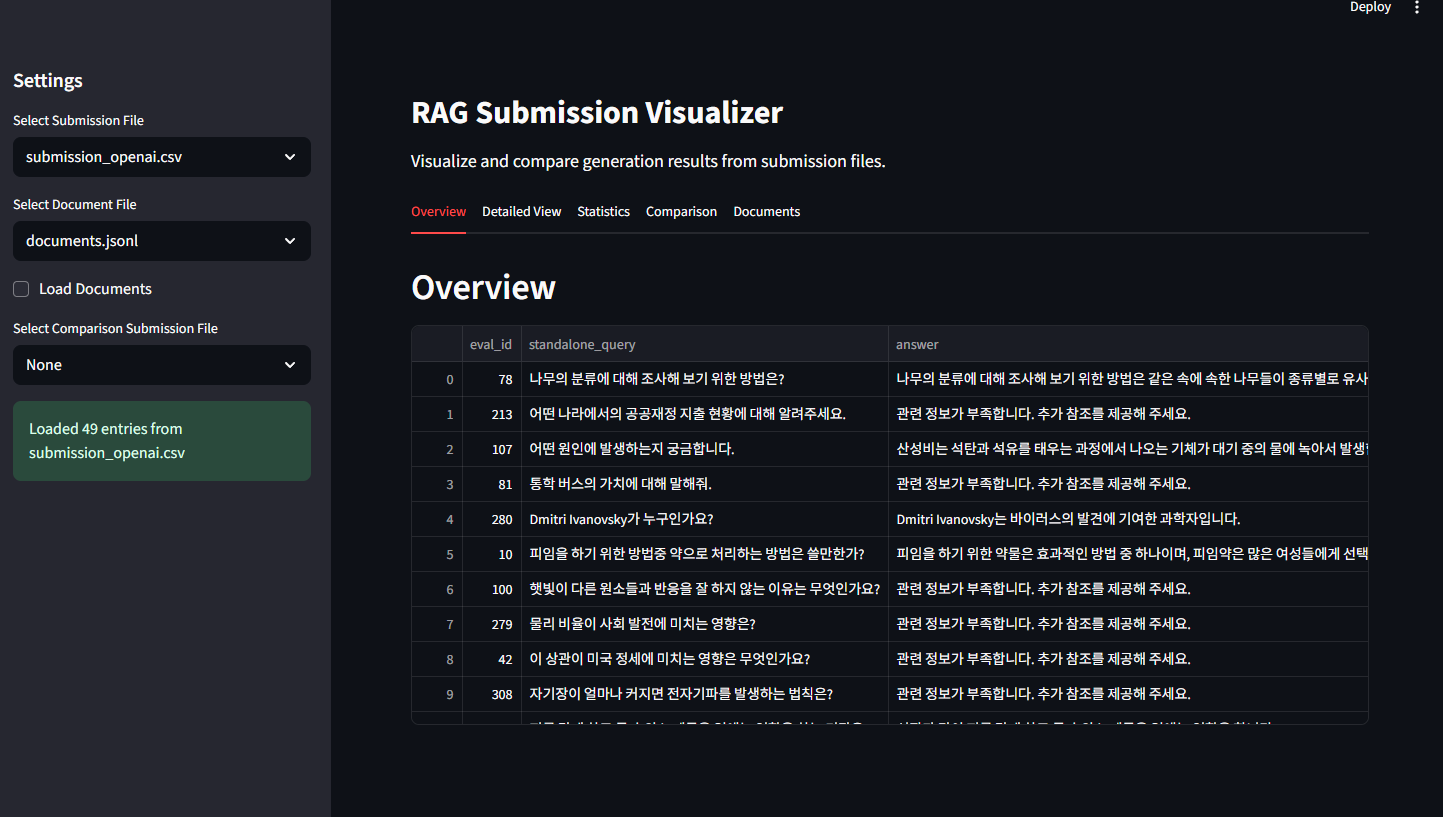 Deploy
Settings
Select Submission File
submission_openai.csv
Select Document File
documents.jsonl
Load Documents
Select Comparison Submission File
None
Loaded 49 entries from
submission_openai.csv
RAG Submission Visualizer
Visualize and compare generation results from submission files.
Overview Detailed View Statistics Comparison Documents
Overview
eval_id standalone_query answer
0 78 나무의 분류에 대해 조사해 보기 위한 방법은? 나무의 분류에 대해 조사해 보기 위한 방법은 같은 속에 속한 나무들이 종류별로 유사
1 213 어떤 나라에서의 공공재정 지출 현황에 대해 알려주세요. 관련 정보가 부족합니다. 추가 참조를 제공해 주세요.
2 107 어떤 원인에 발생하는지 궁금합니다. 산성비는 석탄과 석유를 태우는 과정에서 나오는 기체가 대기 중의 물에 녹아서
3 81 통학 버스의 가치에 대해 말해줘. 관련 정보가 부족합니다. 추가 참조를 제공해 주세요.
4 280 Dmitri Ivanovsky가 누구인가요? Dmitri Ivanovsky는 바이러스의 발견에 기여한 과학자입니다.
5 10 피임을 하기 위한 방법중 약으로 처리하는 방법은 쓸만한가? 피임을 하기 위한 약물은 효과적인 방법 중 하나이며, 피임약은 많은 여성들에게 선택
6 100 햇빛이 다른 원소들과 반응을 잘 하지 않는 이유는 무엇인가요? 관련 정보가 부족합니다. 추가 참조를 제공해 주세요.
7 279 물리 비율이 사회 발전에 미치는 영향은? 관련 정보가 부족합니다. 추가 참조를 제공해 주세요.
8 42 이 상관이 미국 정세에 미치는 영향은 무엇인가요? 관련 정보가 부족합니다. 추가 참조를 제공해 주세요.
9 308 자기장이 얼마나 커지면 전자기파를 발생하는 법칙은? 관련 정보가 부족합니다. 추가 참조를 제공해 주세요.